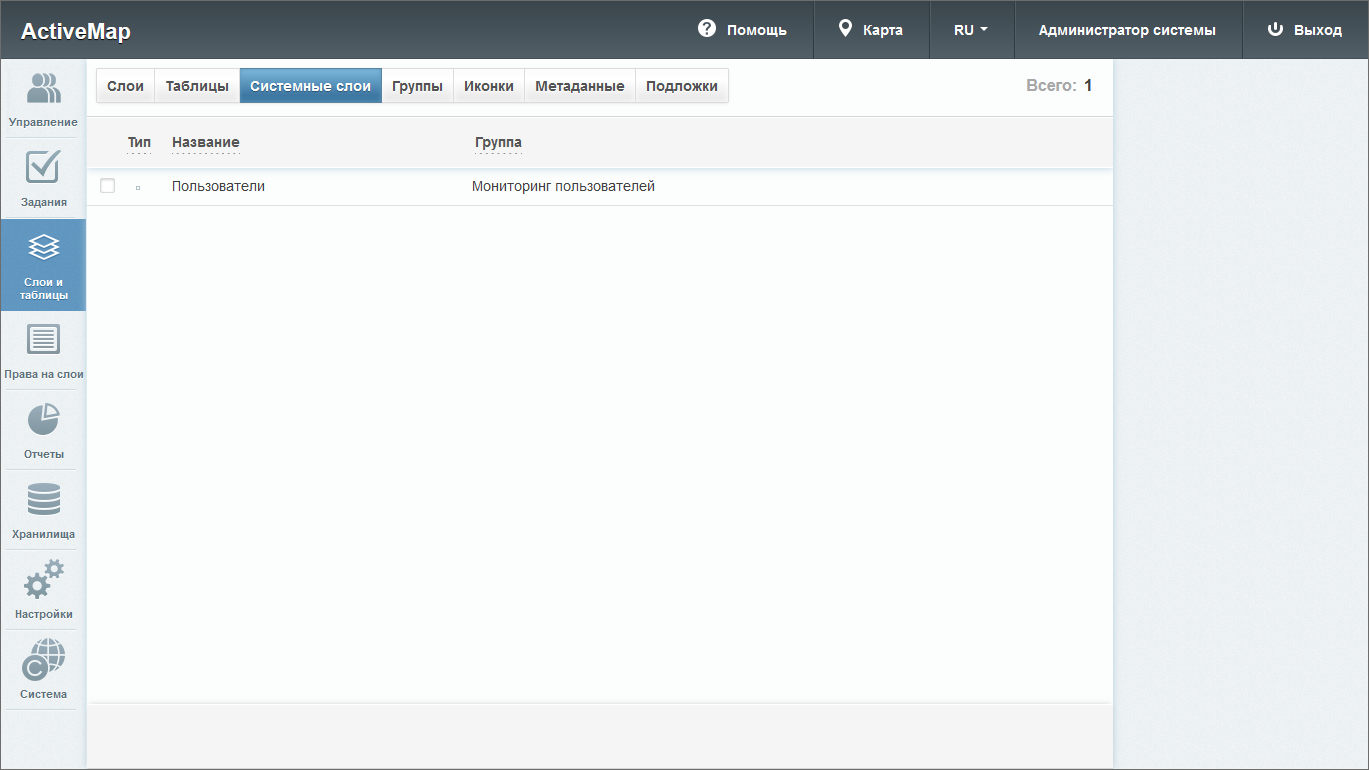 ActiveMap
Помощь
Карта
RU
Администратор системы
Выход
Управление
Задания
Слои и
таблицы
Права на слои
Отчеты
Хранилища
Настройки
Система
Слои
Таблицы
Системные слои
Группы
Иконки
Метаданные
Подложки
Всего: 1
Тип
Название
Группа
Пользователи
Мониторинг пользователей